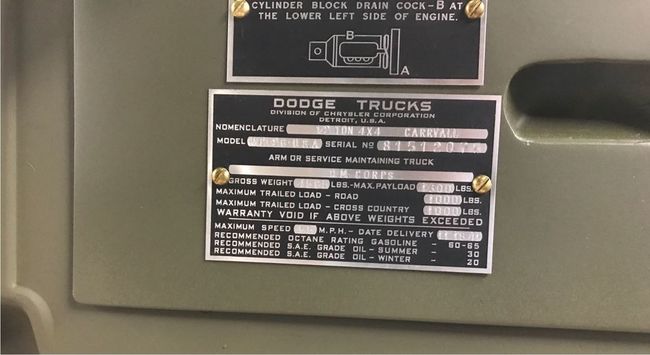 CYLINDER BLOCK DRAIN COCK-B AT
THE LOWER LEFT SIDE OF ENGINE.
B
A
DODGE TRUCKS
DIVISION OF CHRYSLER CORPORATION
DETROIT, U.S.A.
NOMENCLATURE TON 4X4 CARRYALL
MODEL SERIAL Nº
ARM OR SERVICE MAINTAINING TRUCK
Q.M. CORPS
GROSS WEIGHT LBS.-MAX. PAYLOAD LBS.
MAXIMUM TRAILED LOAD - ROAD 1000 LBS.
MAXIMUM TRAILED LOAD - CROSS COUNTRY 1000 LBS.
WARRANTY VOID IF ABOVE WEIGHTS EXCEEDED
MAXIMUM SPEED M.P.H.- DATE DELIVERY
RECOMMENDED OCTANE RATING GASOLINE - 60-65
RECOMMENDED S.A.E. GRADE OIL-SUMMER - 30
RECOMMENDED S.A.E. GRADE OIL-WINTER - 20